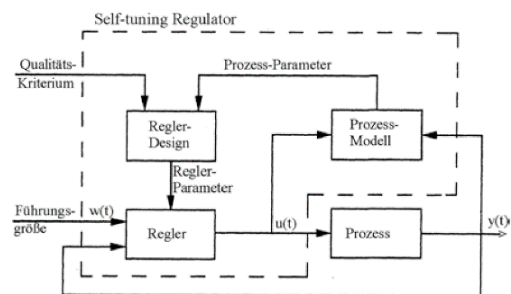 Self-tuning Regulator
Qualitäts-
Kriterium
Prozess-Parameter
Regler-
Design
Prozess-
Modell
Regler-
Parameter
Führungs-
größe
w(t)
Regler
u(t)
Prozess
y(t)